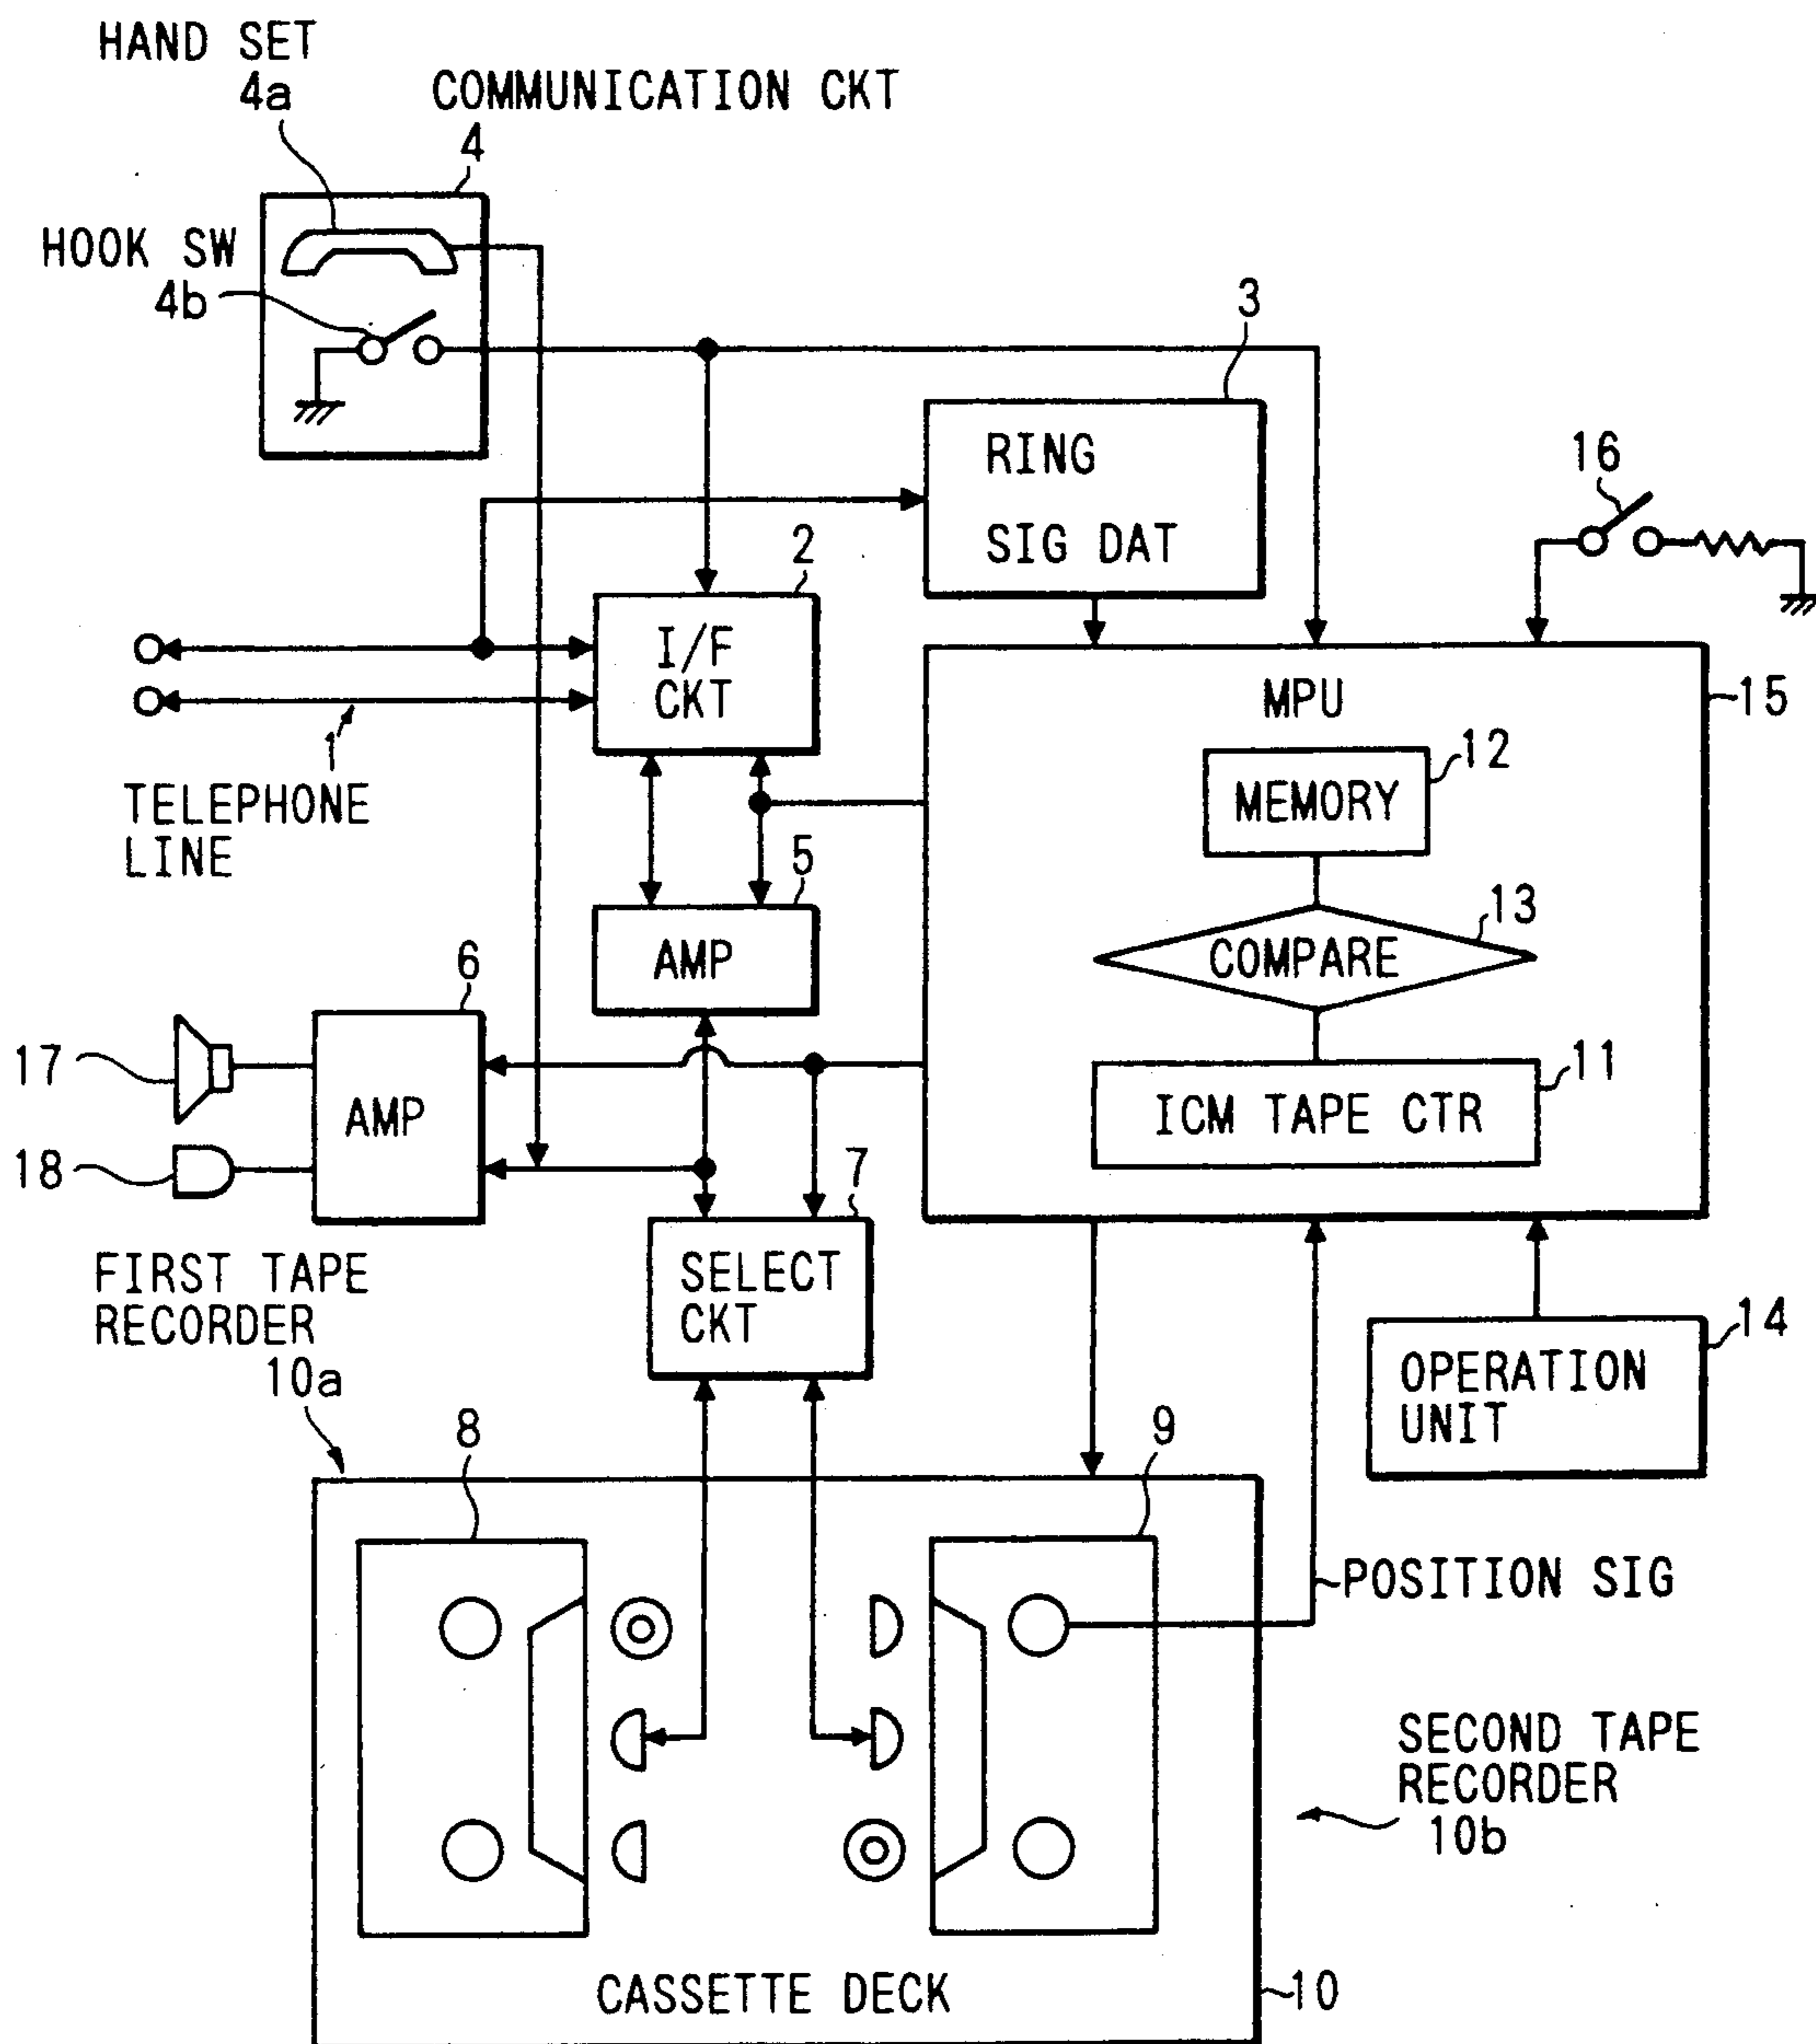 HAND SET
4a
COMMUNICATION CKT
4
HOOK SW
4b
3
RING
SIG DAT
16
2
I/F
CKT
1
TELEPHONE
LINE
MPU
15
12
MEMORY
13
COMPARE
11
ICM TAPE CTR
5
AMP
6
AMP
17
18
7
SELECT
CKT
FIRST TAPE
RECORDER
10a
14
OPERATION
UNIT
8
9
POSITION SIG
SECOND TAPE
RECORDER
10b
CASSETTE DECK
10